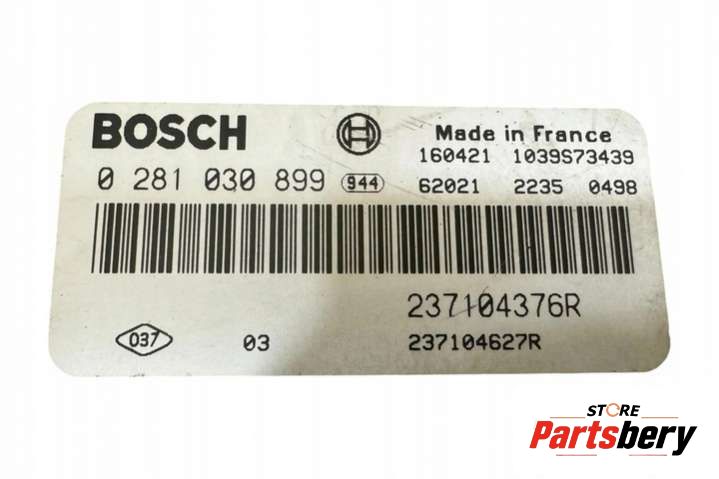 BOSCH
Made in France
160421 1039S73439
0 281 030 899 944 62021 2235 0498
237104376R
037 03 237104627R
STORE
Partsbery